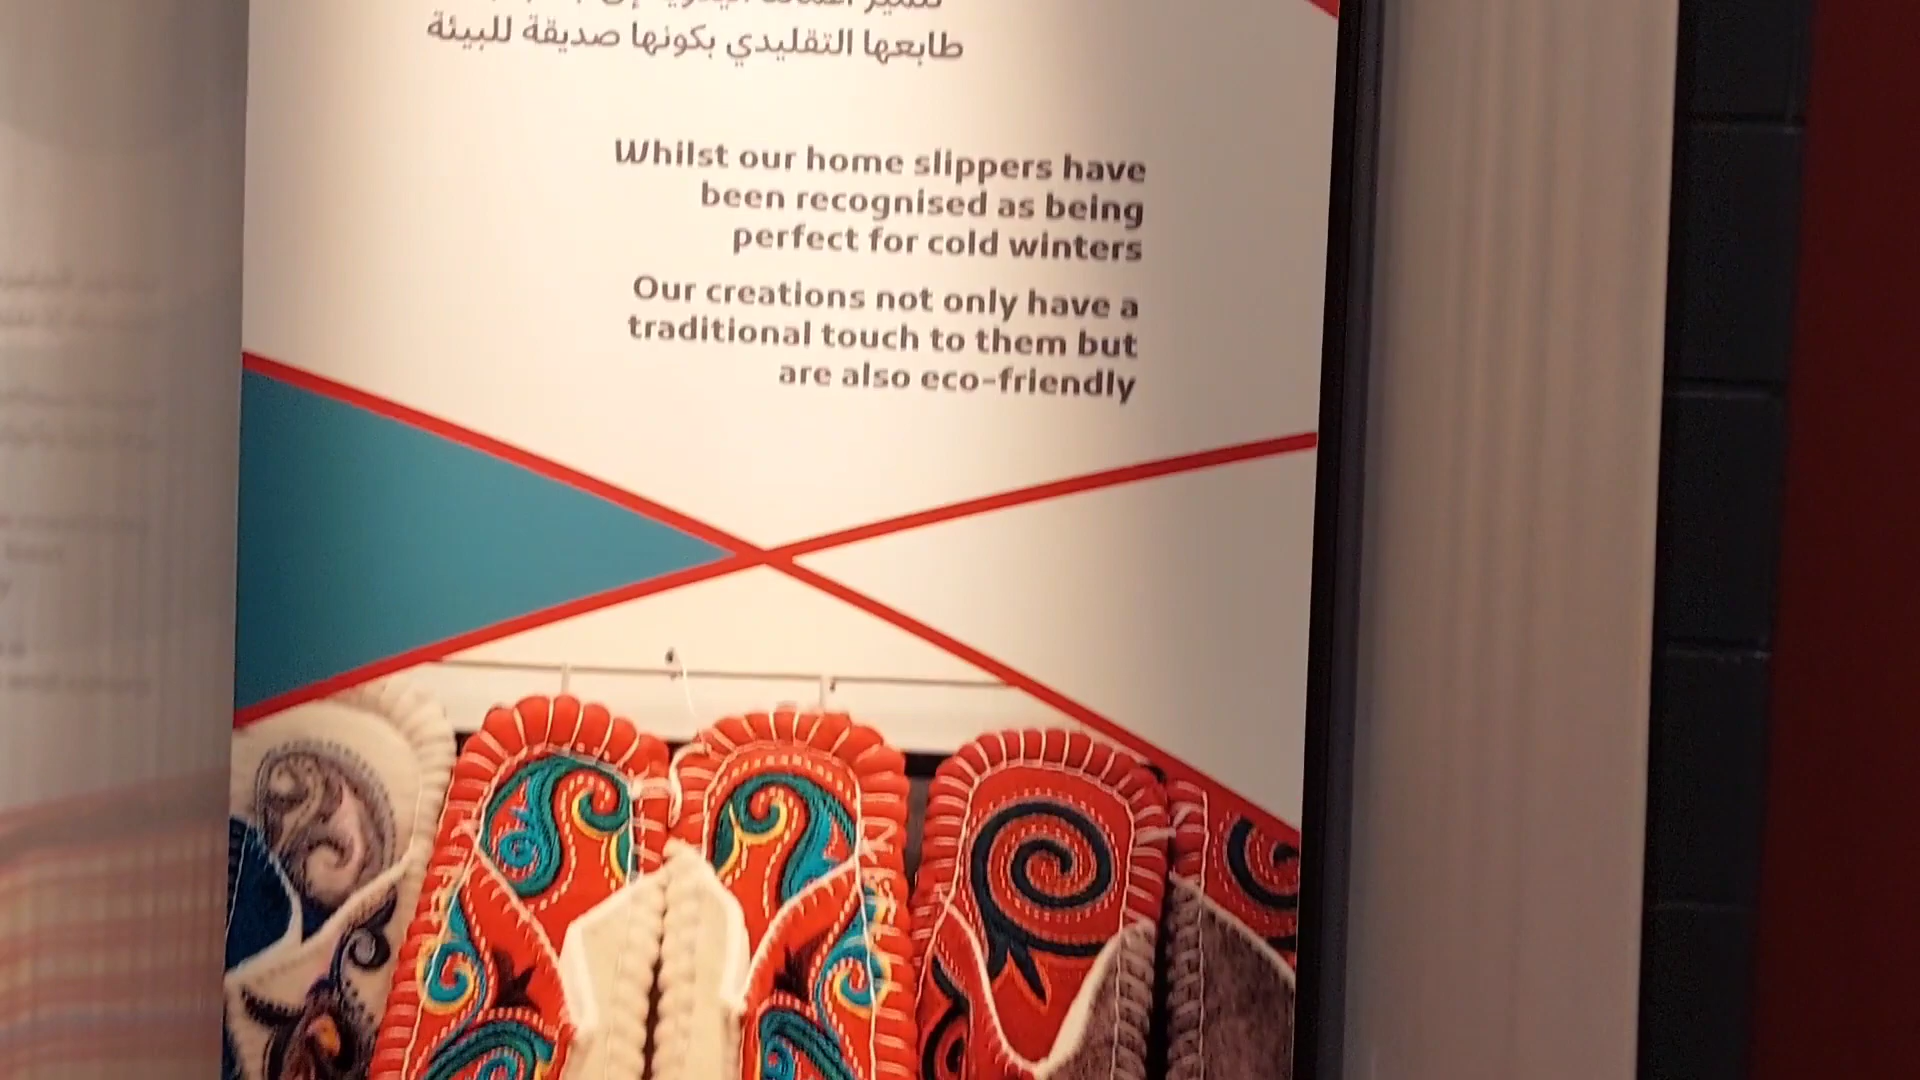 طابعها التقليدي بكونها صديقة للبيئة
Whilst our home slippers have
been recognised as being
perfect for cold winters
Our creations not only have a
traditional touch to them but
are also eco-friendly